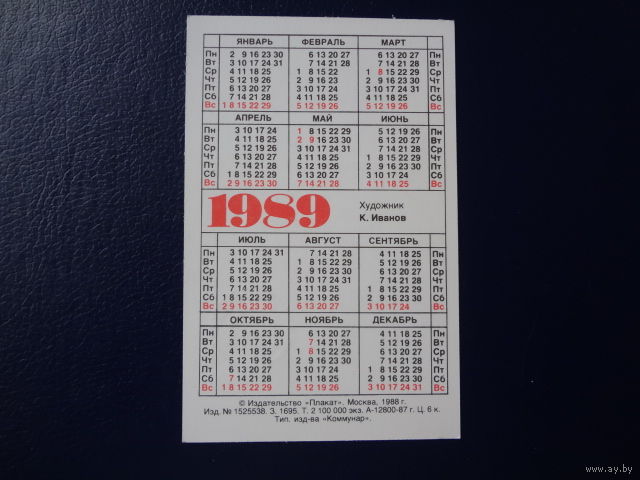 ЯНВАРЬ ФЕВРАЛЬ МАРТ
Пн 2 9 16 23 30 6 13 20 27 6 13 20 27 Пн
Вт 3 10 17 24 31 7 14 21 28 7 14 21 28 Вт
Ср 4 11 18 25 1 8 15 22 1 8 15 22 29 Ср
Чт 5 12 19 26 2 9 16 23 2 9 16 23 30 Чт
Пт 6 13 20 27 3 10 17 24 3 10 17 24 31 Пт
Сб 7 14 21 28 4 11 18 25 4 11 18 25 Сб
Вс 1 8 15 22 29 5 12 19 26 5 12 19 26 Вс
АПРЕЛЬ МАЙ ИЮНЬ
Пн 3 10 17 24 1 8 15 22 29 5 12 19 26 Пн
Вт 4 11 18 25 2 9 16 23 30 6 13 20 27 Вт
Ср 5 12 19 26 3 10 17 24 31 7 14 21 28 Ср
Чт 6 13 20 27 4 11 18 25 1 8 15 22 29 Чт
Пт 7 14 21 28 5 12 19 26 2 9 16 23 30 Пт
Сб 1 8 15 22 29 6 13 20 27 3 10 17 24 Сб
Вс 2 9 16 23 30 7 14 21 28 4 11 18 25 Вс
1989 Художник
К. Иванов
ИЮЛЬ АВГУСТ СЕНТЯБРЬ
Пн 3 10 17 24 31 7 14 21 28 4 11 18 25 Пн
Вт 4 11 18 25 1 8 15 22 29 5 12 19 26 Вт
Ср 5 12 19 26 2 9 16 23 30 6 13 20 27 Ср
Чт 6 13 20 27 3 10 17 24 31 7 14 21 28 Чт
Пт 7 14 21 28 4 11 18 25 1 8 15 22 29 Пт
Сб 1 8 15 22 29 5 12 19 26 2 9 16 23 30 Сб
Вс 2 9 16 23 30 6 13 20 27 3 10 17 24 Вс
ОКТЯБРЬ НОЯБРЬ ДЕКАБРЬ
Пн 2 9 16 23 30 6 13 20 27 4 11 18 25 Пн
Вт 3 10 17 24 31 7 14 21 28 5 12 19 26 Вт
Ср 4 11 18 25 1 8 15 22 29 6 13 20 27 Ср
Чт 5 12 19 26 2 9 16 23 30 7 14 21 28 Чт
Пт 6 13 20 27 3 10 17 24 1 8 15 22 29 Пт
Сб 7 14 21 28 4 11 18 25 2 9 16 23 30 Сб
Вс 1 8 15 22 29 5 12 19 26 3 10 17 24 31 Вс
© Издательство «Плакат». Москва, 1988 г.
Изд. № 1525538. З. 1695. Т. 2 100 000 экз. А-12800-87 г. Ц. 6 к.
Тип. изд-ва «Коммунар».
www.ay.by